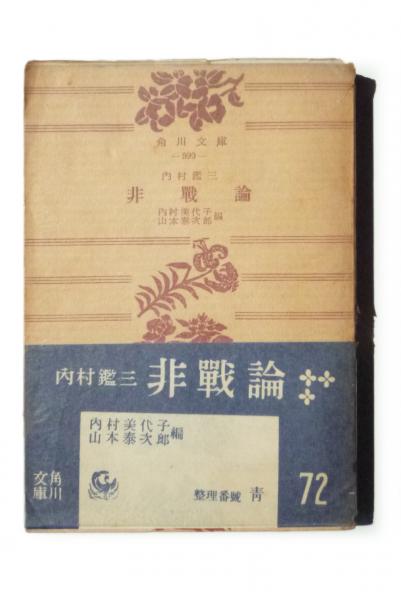 角川文庫
—999—
内村鑑三
非戰論
内村美代子
山本泰次郎 編
内村鑑三 非戰論
内村美代子
山本泰次郎 編
角川
文庫
整理番號 青 72